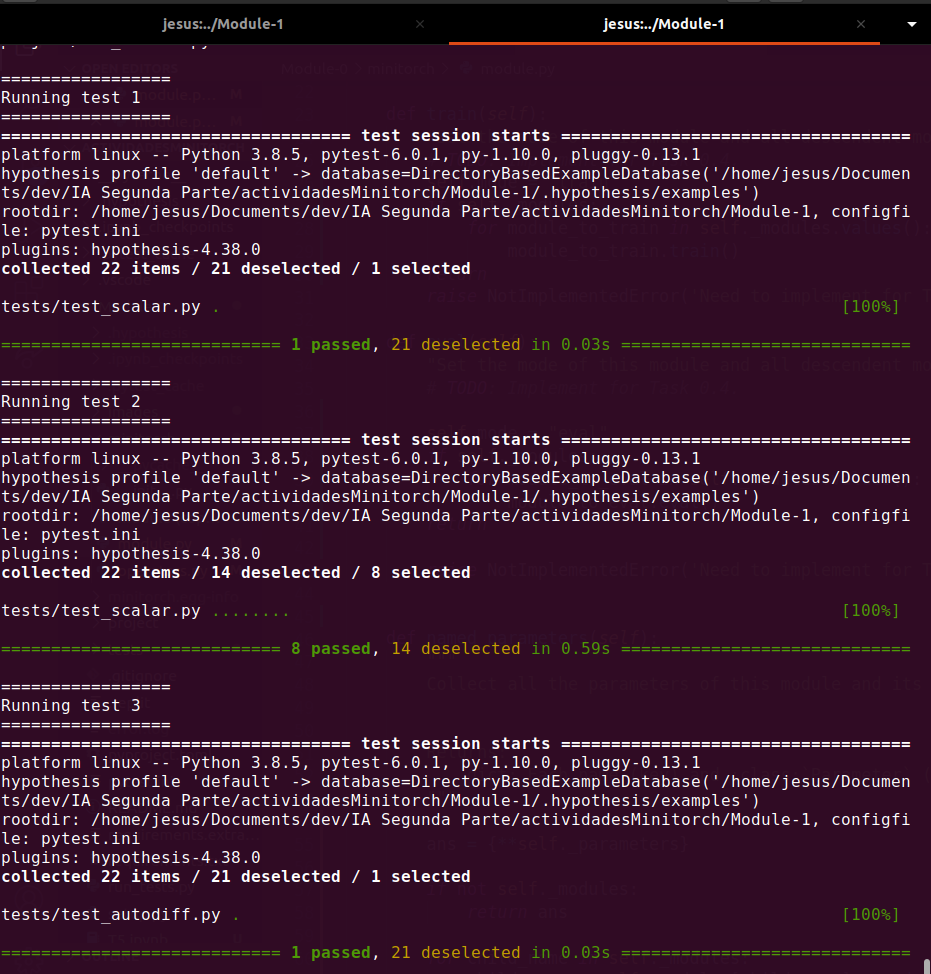 jesus:../Module-1
jesus:../Module-1
=================
Running test 1
=================
=================================== test session starts ===================================
platform linux -- Python 3.8.5, pytest-6.0.1, py-1.10.0, pluggy-0.13.1
hypothesis profile 'default' -> database=DirectoryBasedExampleDatabase('/home/jesus/Documen
ts/dev/IA Segunda Parte/actividadesMinitorch/Module-1/.hypothesis/examples')
rootdir: /home/jesus/Documents/dev/IA Segunda Parte/actividadesMinitorch/Module-1, configfi
le: pytest.ini
plugins: hypothesis-4.38.0
collected 22 items / 21 deselected / 1 selected
tests/test_scalar.py . [100%]
============================ 1 passed, 21 deselected in 0.03s =============================
=================
Running test 2
=================
=================================== test session starts ===================================
platform linux -- Python 3.8.5, pytest-6.0.1, py-1.10.0, pluggy-0.13.1
hypothesis profile 'default' -> database=DirectoryBasedExampleDatabase('/home/jesus/Documen
ts/dev/IA Segunda Parte/actividadesMinitorch/Module-1/.hypothesis/examples')
rootdir: /home/jesus/Documents/dev/IA Segunda Parte/actividadesMinitorch/Module-1, configfi
le: pytest.ini
plugins: hypothesis-4.38.0
collected 22 items / 14 deselected / 8 selected
tests/test_scalar.py ........ [100%]
============================ 8 passed, 14 deselected in 0.59s =============================
=================
Running test 3
=================
=================================== test session starts ===================================
platform linux -- Python 3.8.5, pytest-6.0.1, py-1.10.0, pluggy-0.13.1
hypothesis profile 'default' -> database=DirectoryBasedExampleDatabase('/home/jesus/Documen
ts/dev/IA Segunda Parte/actividadesMinitorch/Module-1/.hypothesis/examples')
rootdir: /home/jesus/Documents/dev/IA Segunda Parte/actividadesMinitorch/Module-1, configfi
le: pytest.ini
plugins: hypothesis-4.38.0
collected 22 items / 21 deselected / 1 selected
tests/test_autodiff.py . [100%]
============================ 1 passed, 21 deselected in 0.03s =============================